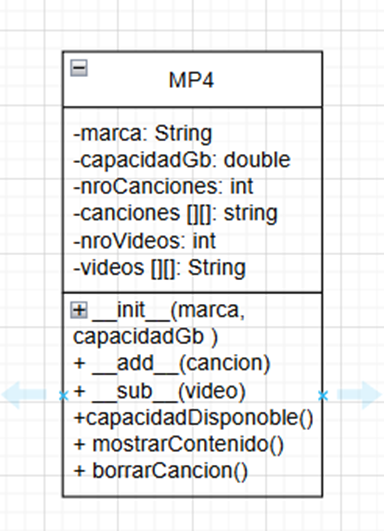 MP4
-marca: String
-capacidadGb: double
-nroCanciones: int
-canciones [][]: string
-nroVideos: int
-videos [][]: String
+ __init__(marca,
capacidadGb )
+ __add__(cancion)
+ __sub__(video)
+capacidadDisponoble()
+ mostrarContenido()
+ borrarCancion()